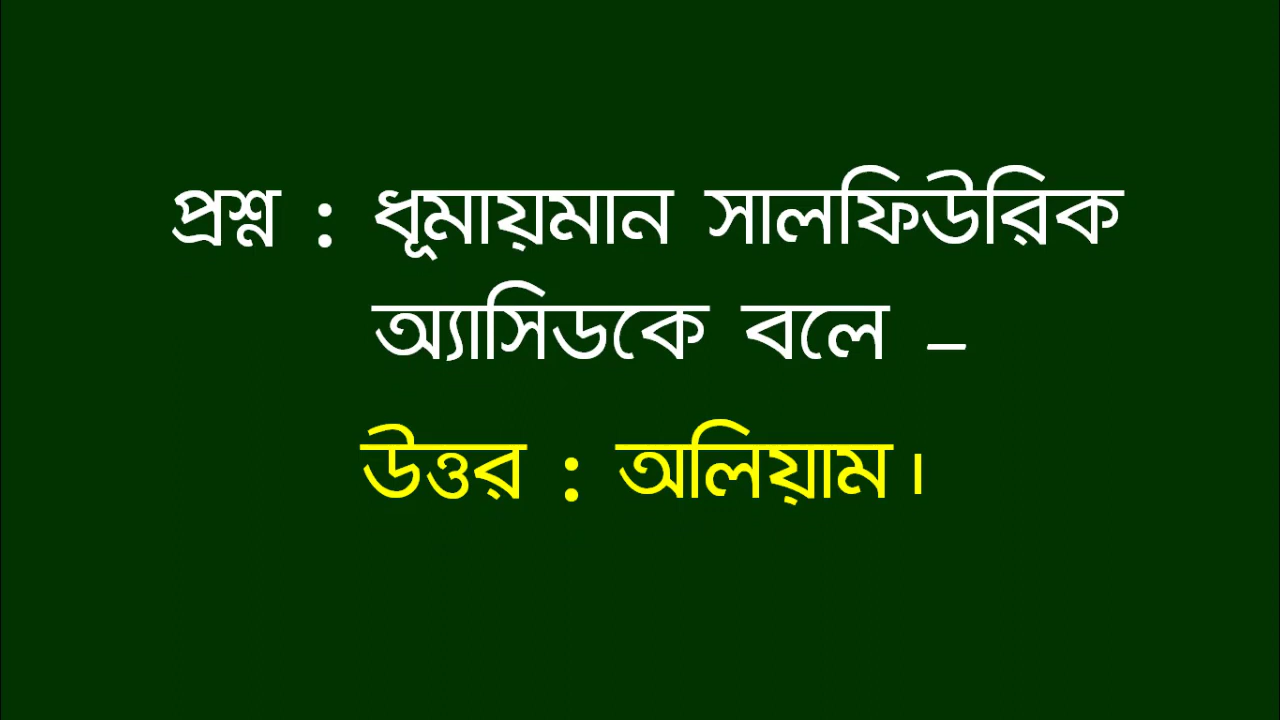 প্রশ্ন : ধূমায়মান সালফিউরিক
অ্যাসিডকে বলে –
উত্তর : অলিয়াম।